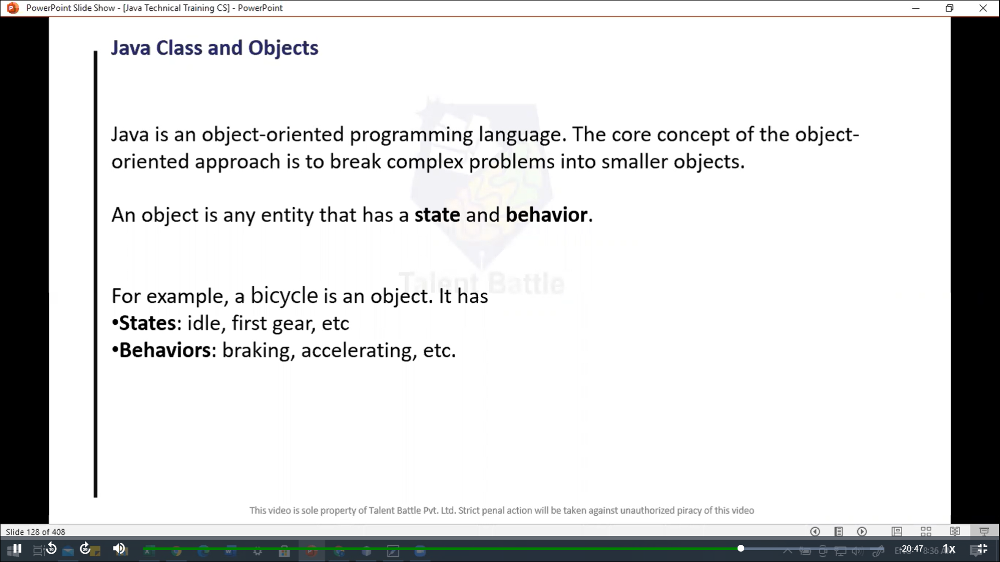 PowerPoint Slide Show - [Java Technical Training CS] - PowerPoint
Java Class and Objects
Java is an object-oriented programming language. The core concept of the object-
oriented approach is to break complex problems into smaller objects.
An object is any entity that has a state and behavior.
Talent Battle
For example, a bicycle is an object. It has
•States: idle, first gear, etc
•Behaviors: braking, accelerating, etc.
This video is sole property of Talent Battle Pvt. Ltd. Strict penal action will be taken against unauthorized piracy of this video
Slide 128 of 408
10 30 -20:47 1x